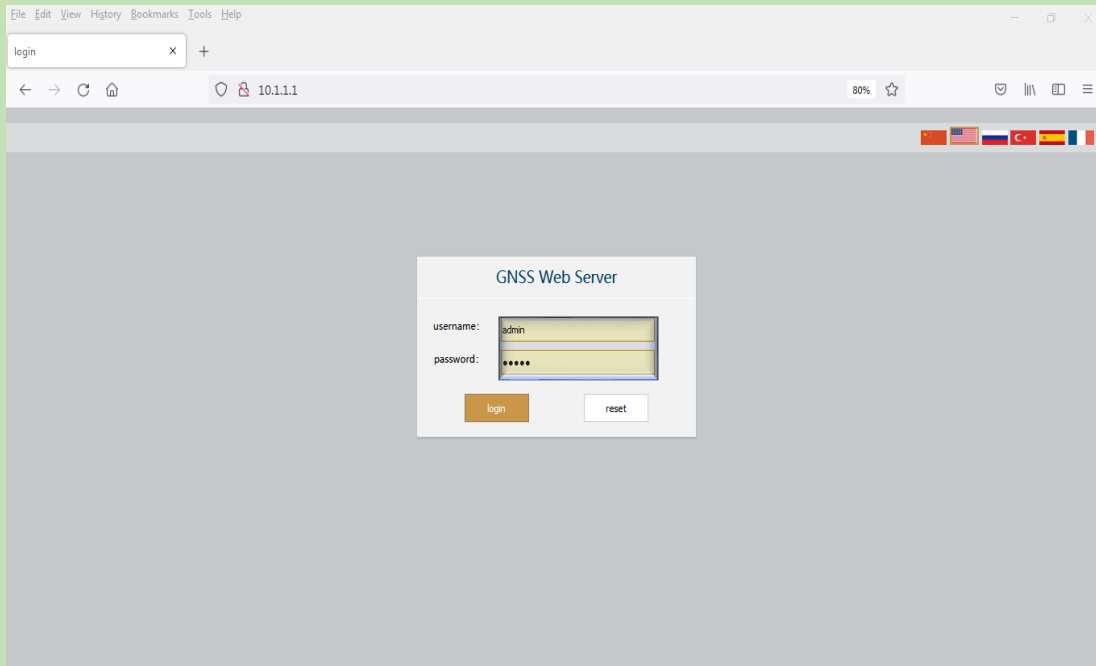 File Edit View History Bookmarks Tools Help
login
10.1.1.1 80%
GNSS Web Server
username: admin
password: •••••
login reset